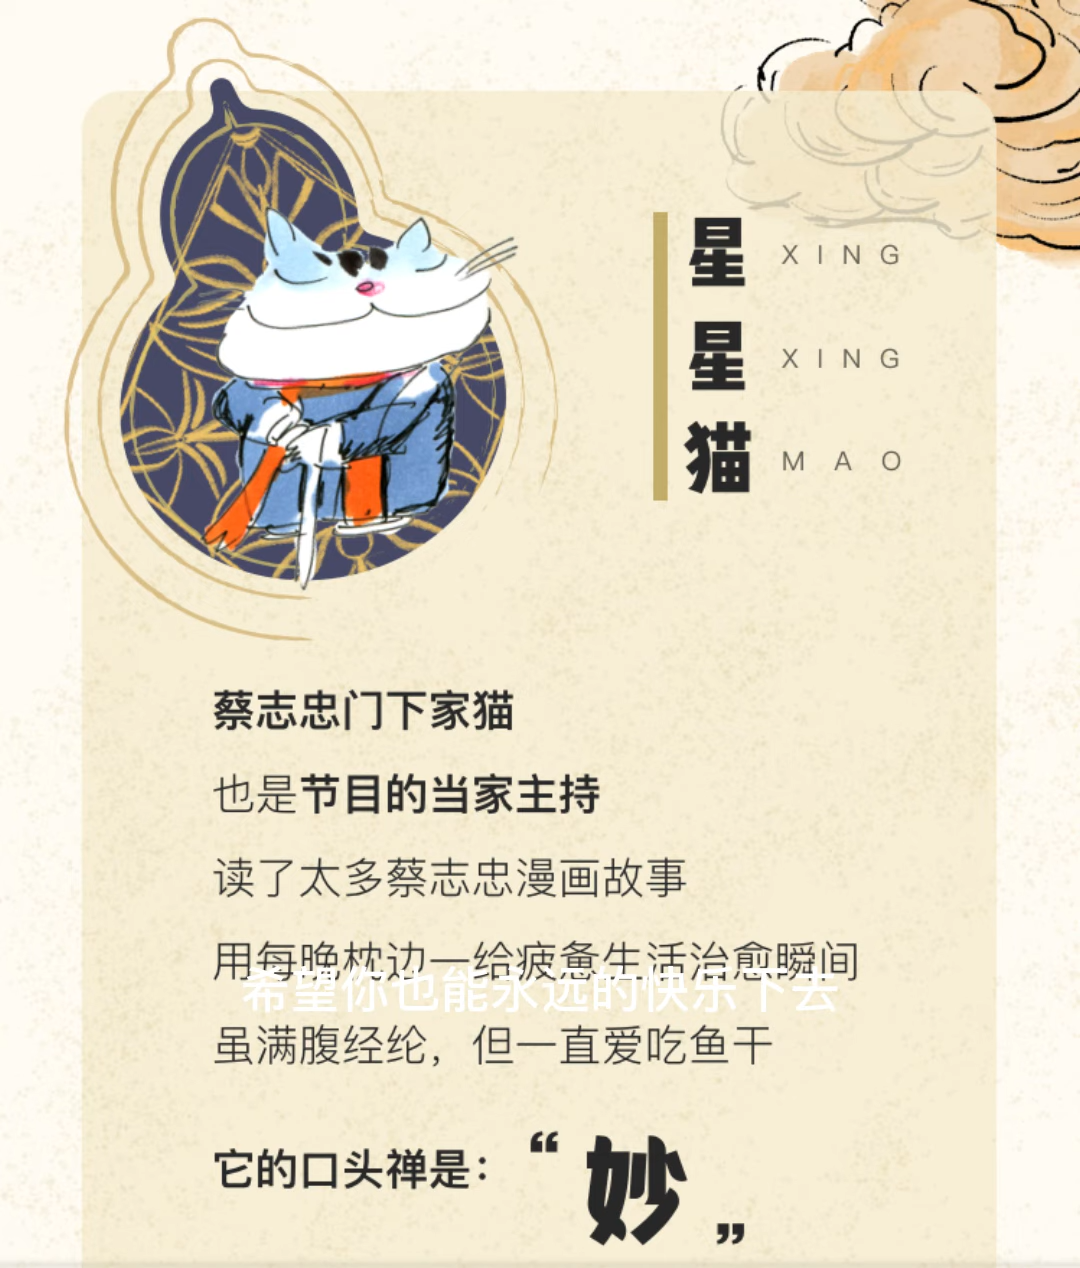 星 XING
星 XING
猫 MAO
蔡志忠门下家猫
也是节目的当家主持
读了太多蔡志忠漫画故事
用每晚枕边一给疲惫生活治愈瞬间
希望你也能永远的快乐下去
虽满腹经纶，但一直爱吃鱼干
它的口头禅是：“妙”